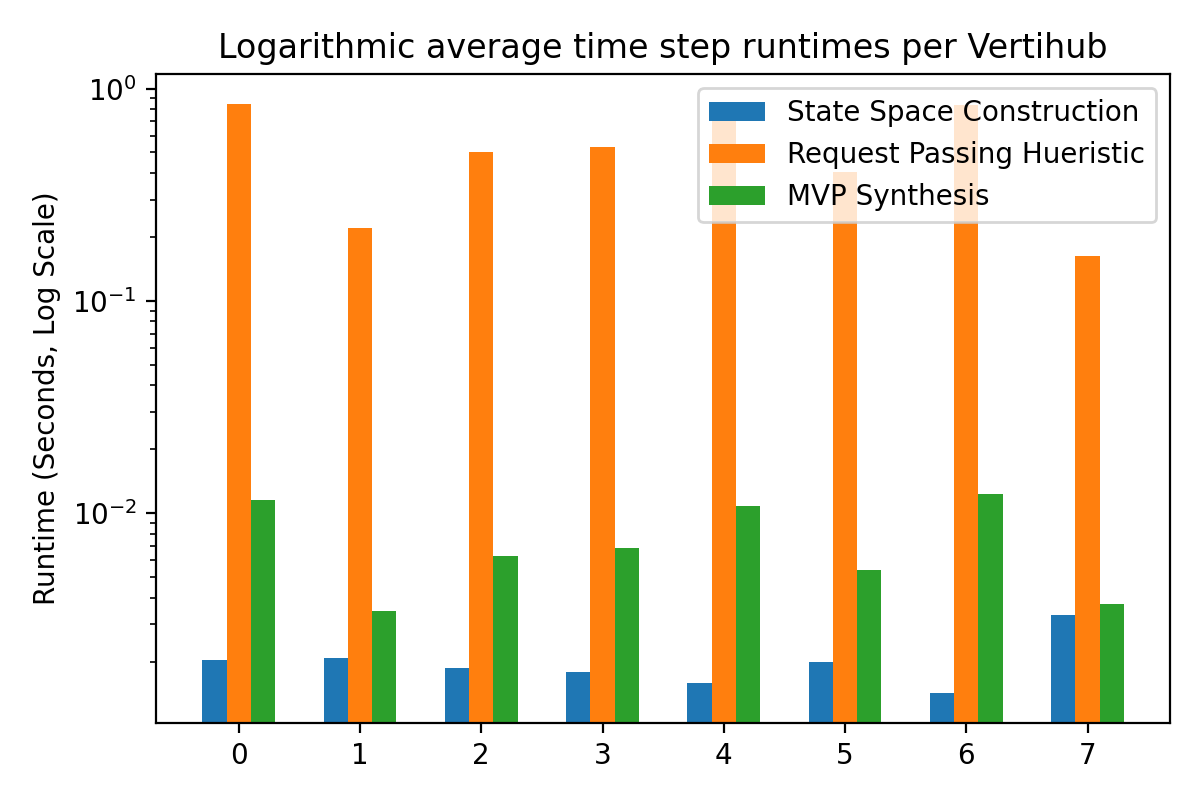 Logarithmic average time step runtimes per Vertihub
Runtime (Seconds, Log Scale)
10⁰
10⁻¹
10⁻²
State Space Construction
Request Passing Hueristic
MVP Synthesis
0 1 2 3 4 5 6 7